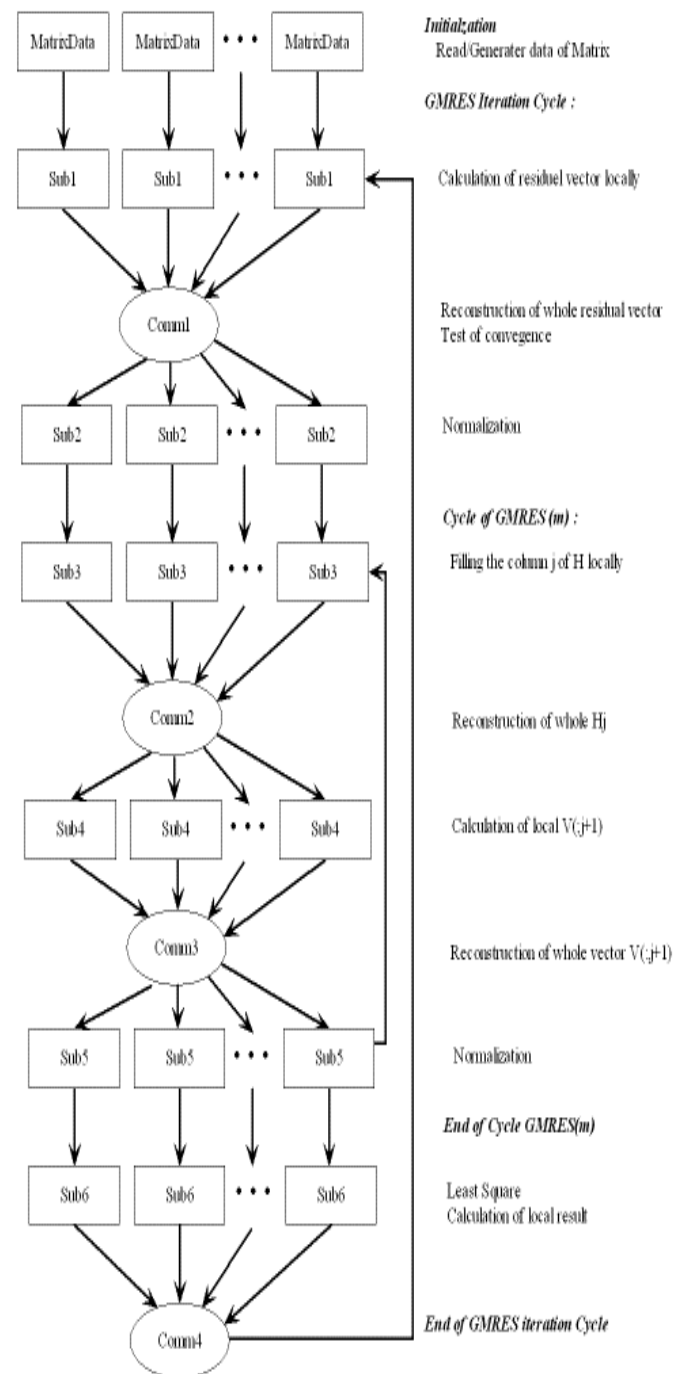 Initialzation
MatrixData MatrixData • • • MatrixData
Read/Generater data of Matrix
GMRES Iteration Cycle :
Sub1 Sub1 • • • Sub1
Calculation of residuel vector locally
Comm1
Reconstruction of whole residual vector
Test of convegence
Sub2 Sub2 • • • Sub2
Normalization
Cycle of GMRES (m) :
Sub3 Sub3 • • • Sub3
Filling the column j of H locally
Comm2
Reconstruction of whole Hj
Sub4 Sub4 • • • Sub4
Calculation of local V(:,j+1)
Comm3
Reconstruction of whole vector V(:,j+1)
Sub5 Sub5 • • • Sub5
Normalization
End of Cycle GMRES(m)
Sub6 Sub6 • • • Sub6
Least Square
Calculation of local result
Comm4
End of GMRES iteration Cycle